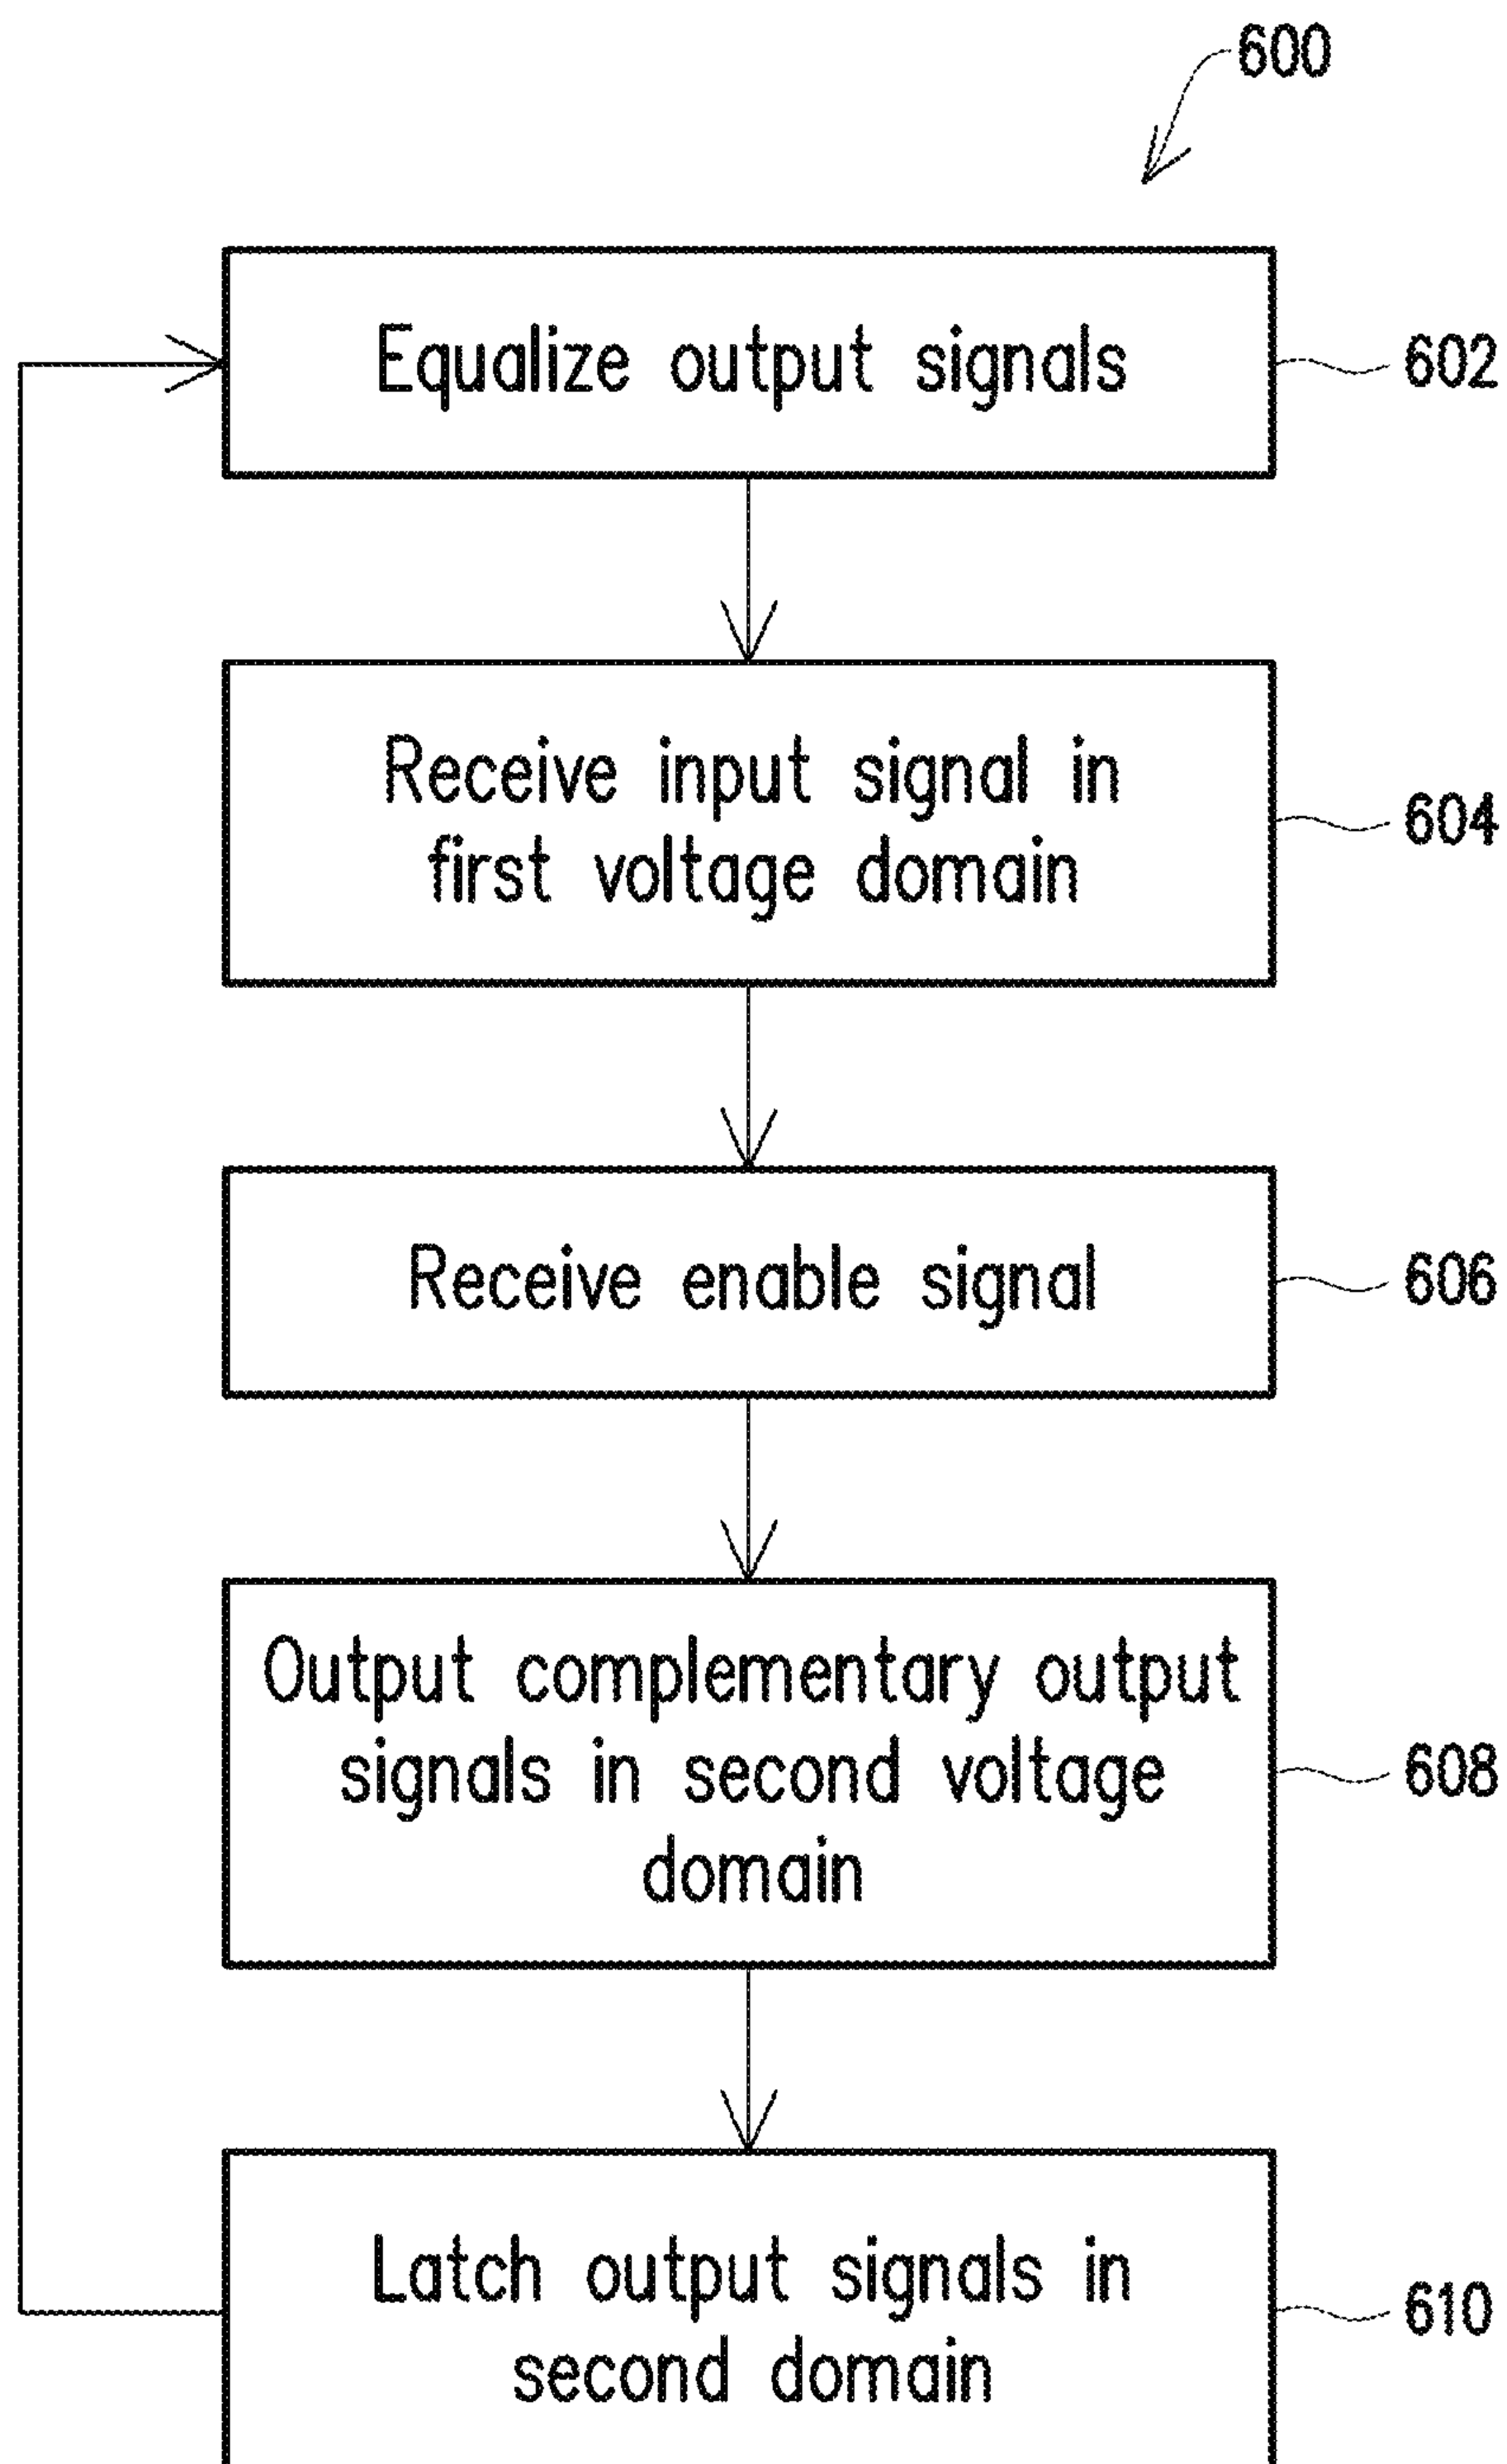 600
Equalize output signals
602
Receive input signal in
first voltage domain
604
Receive enable signal
606
Output complementary output
signals in second voltage
domain
608
Latch output signals in
second domain
610